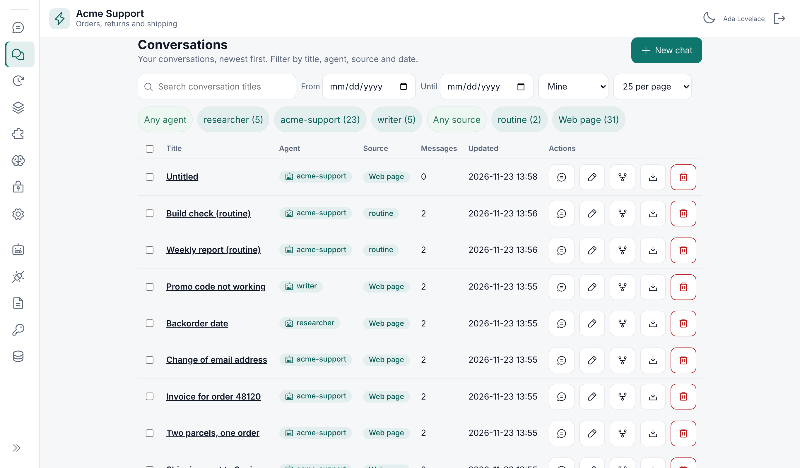 Acme Support
Orders, returns and shipping
Ada Lovelace
Conversations
Your conversations, newest first. Filter by title, agent, source and date.
New chat
Search conversation titles From mm/dd/yyyy Until mm/dd/yyyy Mine 25 per page
Any agent researcher (5) acme-support (23) writer (5) Any source routine (2) Web page (31)
Title Agent Source Messages Updated Actions
Untitled acme-support Web page 0 2026-11-23 13:58
Build check (routine) acme-support routine 2 2026-11-23 13:56
Weekly report (routine) acme-support routine 2 2026-11-23 13:56
Promo code not working writer Web page 2 2026-11-23 13:55
Backorder date researcher Web page 2 2026-11-23 13:55
Change of email address acme-support Web page 2 2026-11-23 13:55
Invoice for order 48120 acme-support Web page 2 2026-11-23 13:55
Two parcels, one order acme-support Web page 2 2026-11-23 13:55